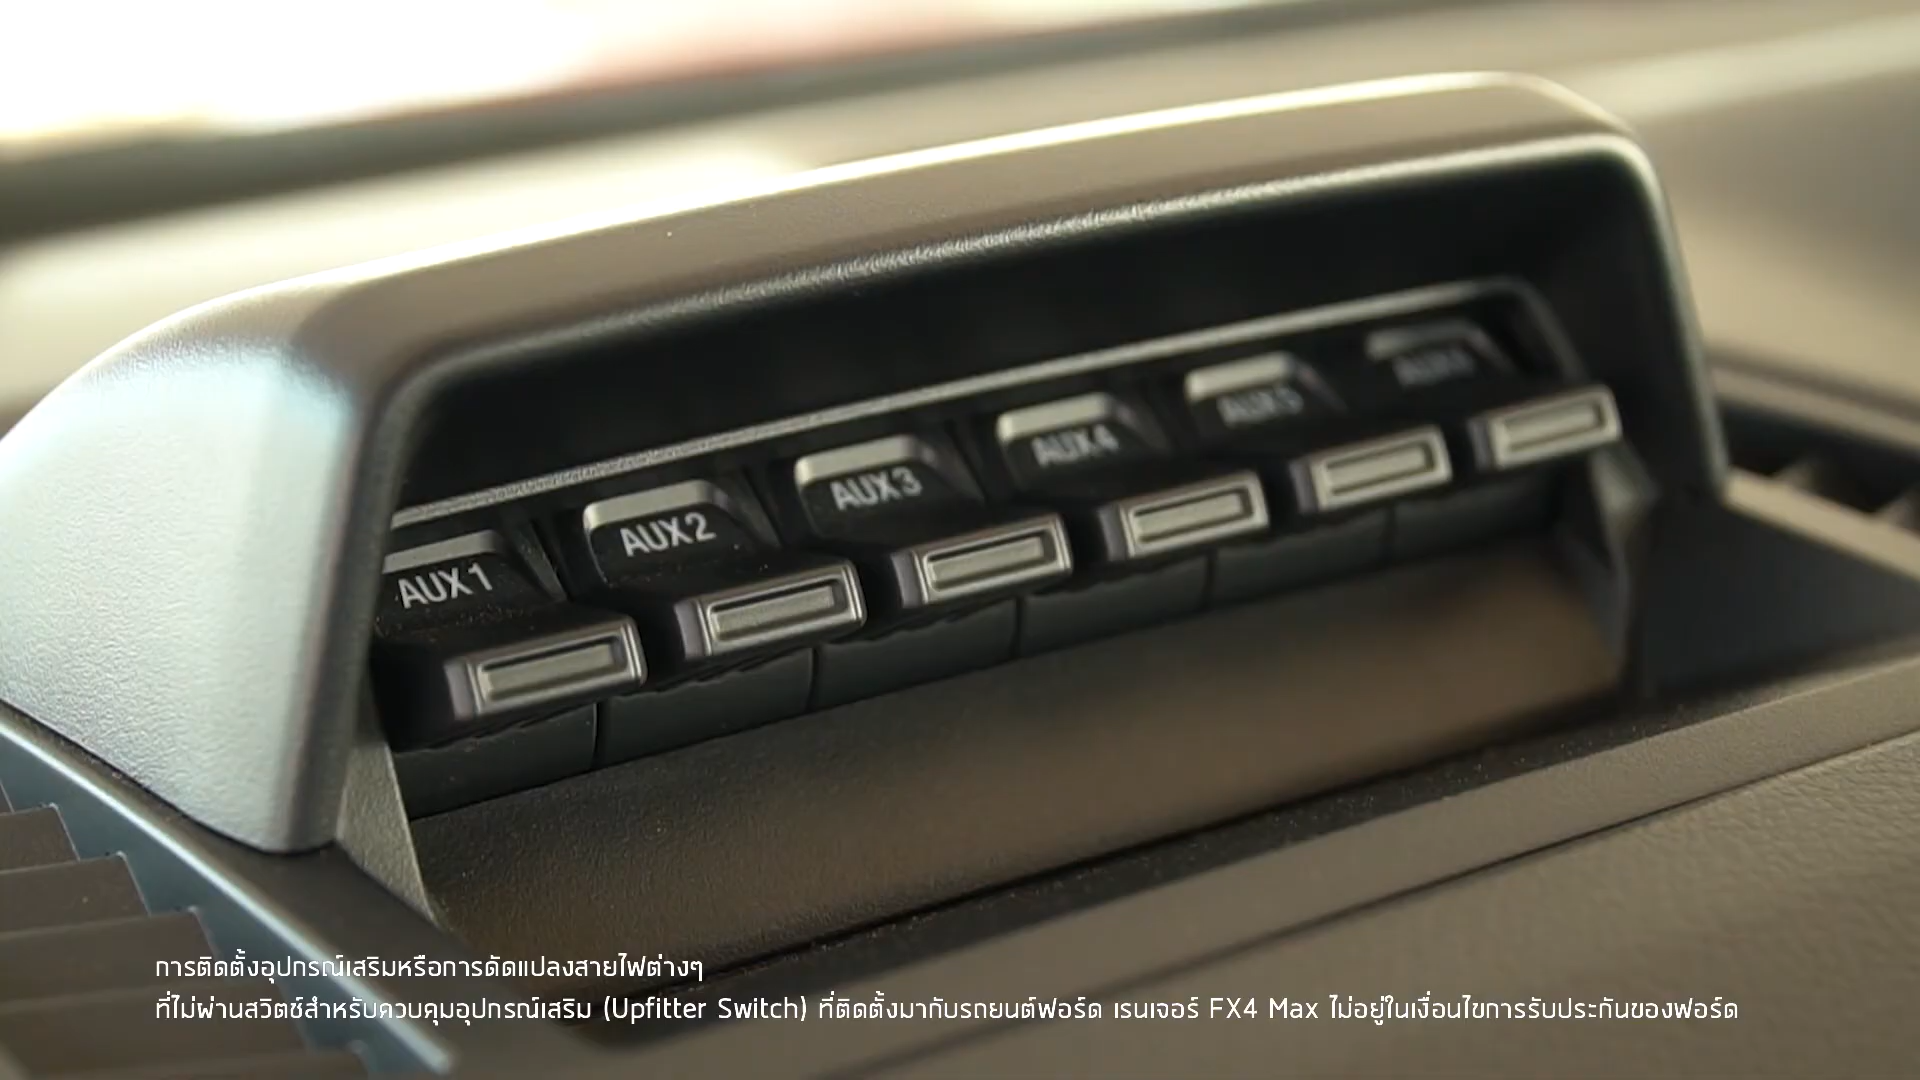 AUX1
AUX2
AUX3
AUX4
AUX5
การติดตั้งอุปกรณ์เสริมหรือการดัดแปลงสายไฟต่างๆ
ที่ไม่ผ่านสวิตช์สำหรับควบคุมอุปกรณ์เสริม (Upfitter Switch) ที่ติดตั้งมากับรถยนต์ฟอร์ด เรนเจอร์ FX4 Max ไม่อยู่ในเงื่อนไขการรับประกันของฟอร์ด